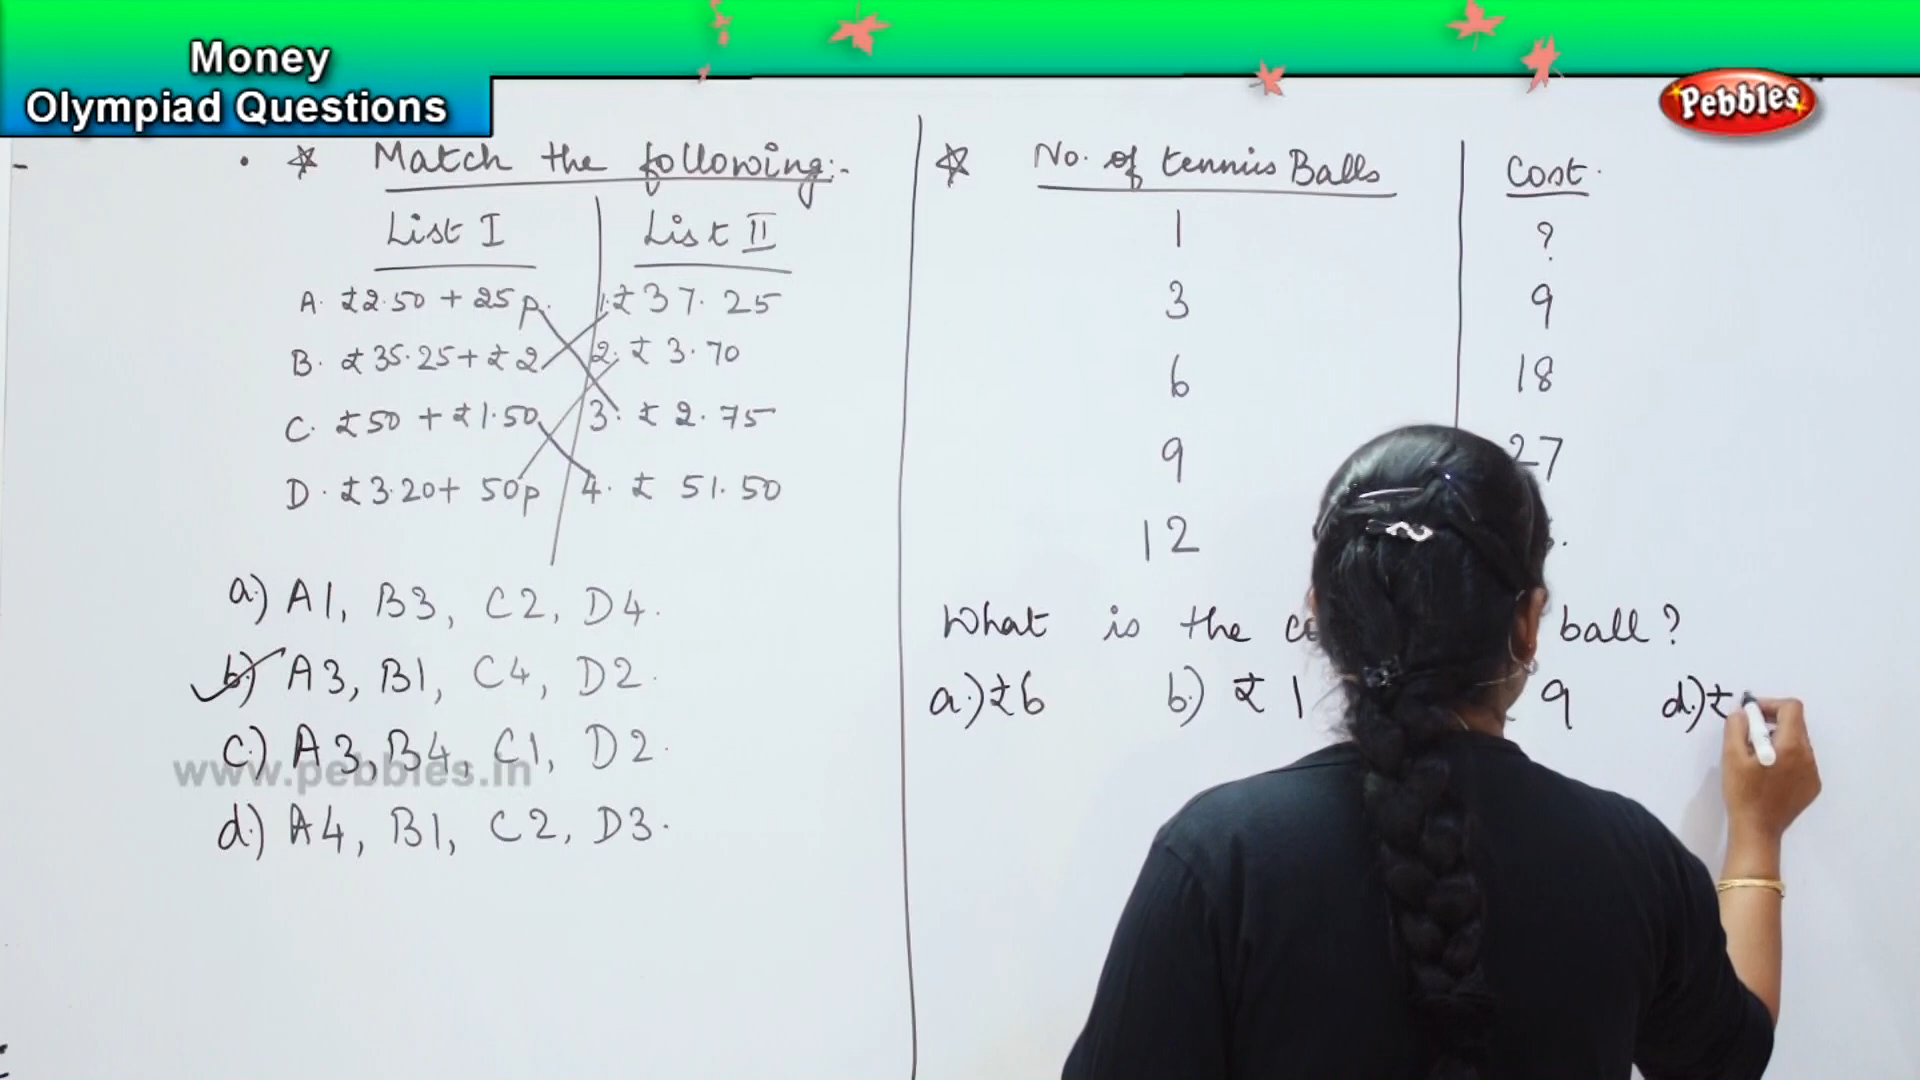 Money
Olympiad Questions
Pebbles
☆ Match the following:-
List I List II
A. ₹2.50 + 25 p. 1. ₹ 37.25
B. ₹ 35.25 + ₹ 2 2. ₹ 3.70
C. ₹50 + ₹1.50 3. ₹ 2.75
D. ₹3.20 + 50p 4. ₹ 51.50
a.) A1, B3, C2, D4.
b) A3, B1, C4, D2.
c) A3, B4, C1, D2.
www.pebbles.in
d.) A4, B1, C2, D3.
☆ No. of tennis Balls Cost.
1 ?
3 9
6 18
9 27
12
What is the ball?
a.) ₹6 b.) ₹ 1 9 d.) ₹